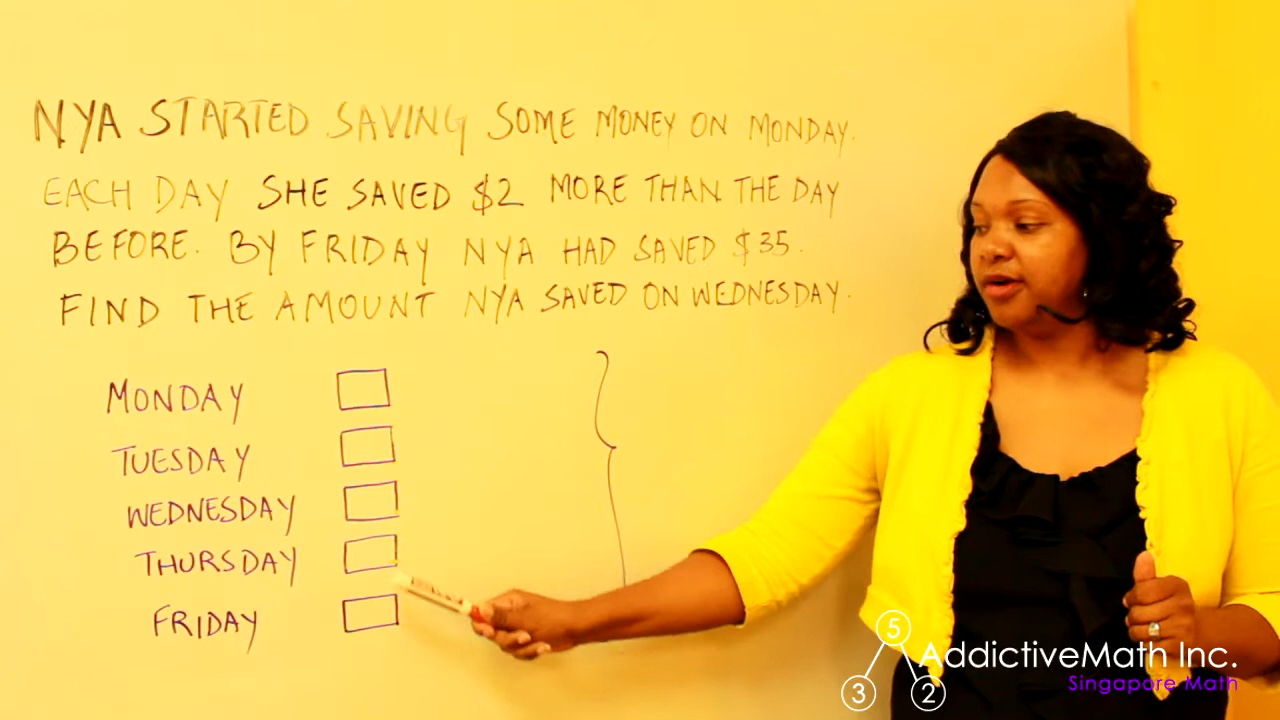 NYA STARTED SAVING SOME MONEY ON MONDAY.
EACH DAY SHE SAVED $2 MORE THAN THE DAY
BEFORE. BY FRIDAY NYA HAD SAVED $35.
FIND THE AMOUNT NYA SAVED ON WEDNESDAY.
MONDAY
TUESDAY
WEDNESDAY
THURSDAY
FRIDAY
5
3 2
AddictiveMath Inc.
Singapore Math